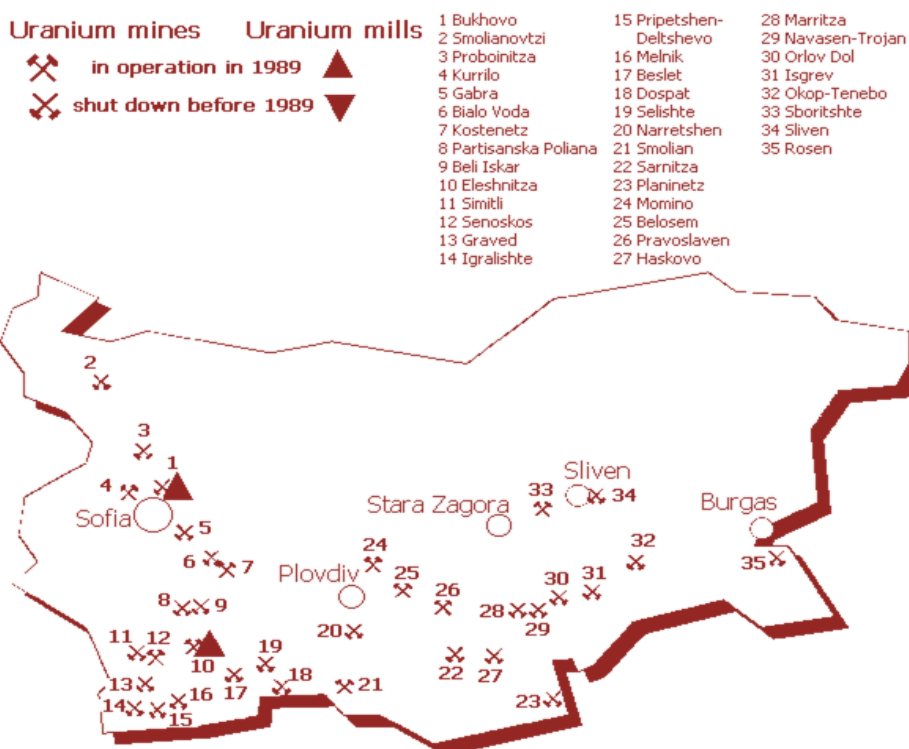 Uranium mines Uranium mills
in operation in 1989
shut down before 1989
1 Bukhovo
2 Smolianovtzi
3 Proboinitza
4 Kurrilo
5 Gabra
6 Bialo Voda
7 Kostenetz
8 Partisanska Poliana
9 Beli Iskar
10 Eleshnitza
11 Simitli
12 Senoskos
13 Graved
14 Igralishte
15 Pripetshen-
Deltshevo
16 Melnik
17 Beslet
18 Dospat
19 Selishte
20 Narretshen
21 Smolian
22 Sarnitza
23 Planinetz
24 Momino
25 Belosem
26 Pravoslaven
27 Haskovo
28 Marritza
29 Navasen-Trojan
30 Orlov Dol
31 Isgrev
32 Okop-Tenebo
33 Sboritshte
34 Sliven
35 Rosen
2
3
1
4
Sofia
5
6
7
8
9
10
11
12
13
14
15
16
17
18
19
20
21
Plovdiv
24
25
26
22
27
28
29
30
31
32
23
Stara Zagora
33
Sliven
34
Burgas
35